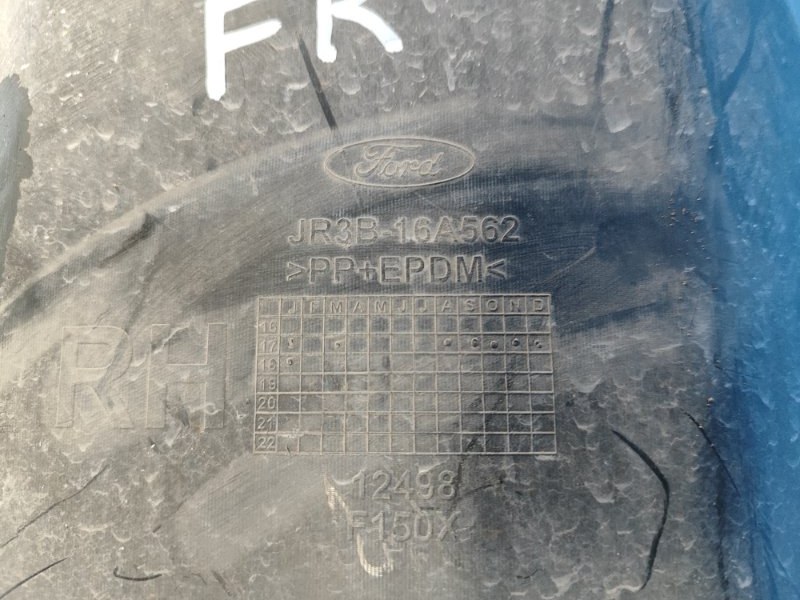 FR
Ford
JR3B-16A562
>PP+EPDM<
J F M A M J J A S O N D
16
17
18
19
20
21
22
RH
12498
F150X